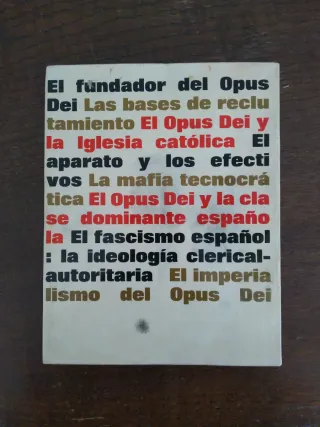 El fundador del Opus
Dei Las bases de reclu
tamiento El Opus Dei y
la Iglesia católica El
aparato y los efecti
vos La mafia tecnocrá
tica El Opus Dei y la cla
se dominante españo
la El fascismo español
: la ideología clerical-
autoritaria El imperia
lismo del Opus Dei